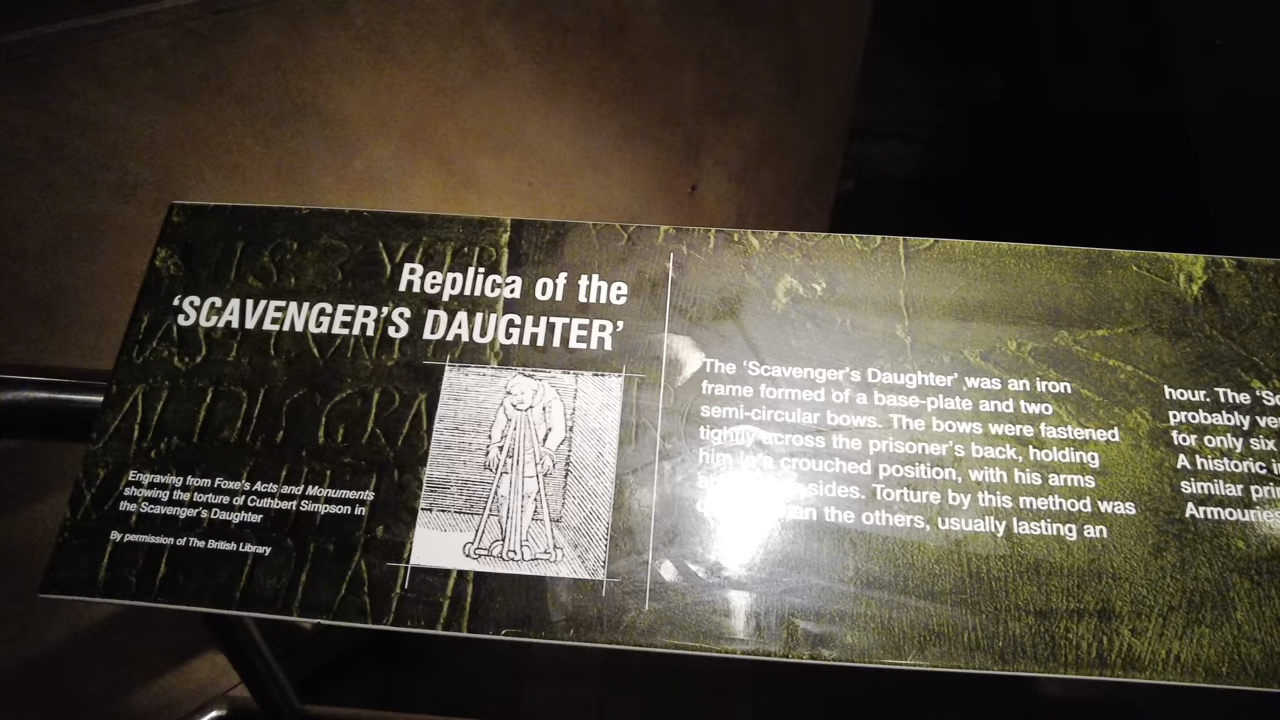 Replica of the
‘SCAVENGER’S DAUGHTER’
Engraving from Foxe's Acts and Monuments
showing the torture of Cuthbert Simpson in
the Scavenger's Daughter
By permission of The British Library
The ‘Scavenger's Daughter’ was an iron
frame formed of a base-plate and two
semi-circular bows. The bows were fastened
tightly across the prisoner's back, holding
him in a crouched position, with his arms
sides. Torture by this method was
the others, usually lasting an
hour. The
probably
for only six
A historic
similar
Armouries